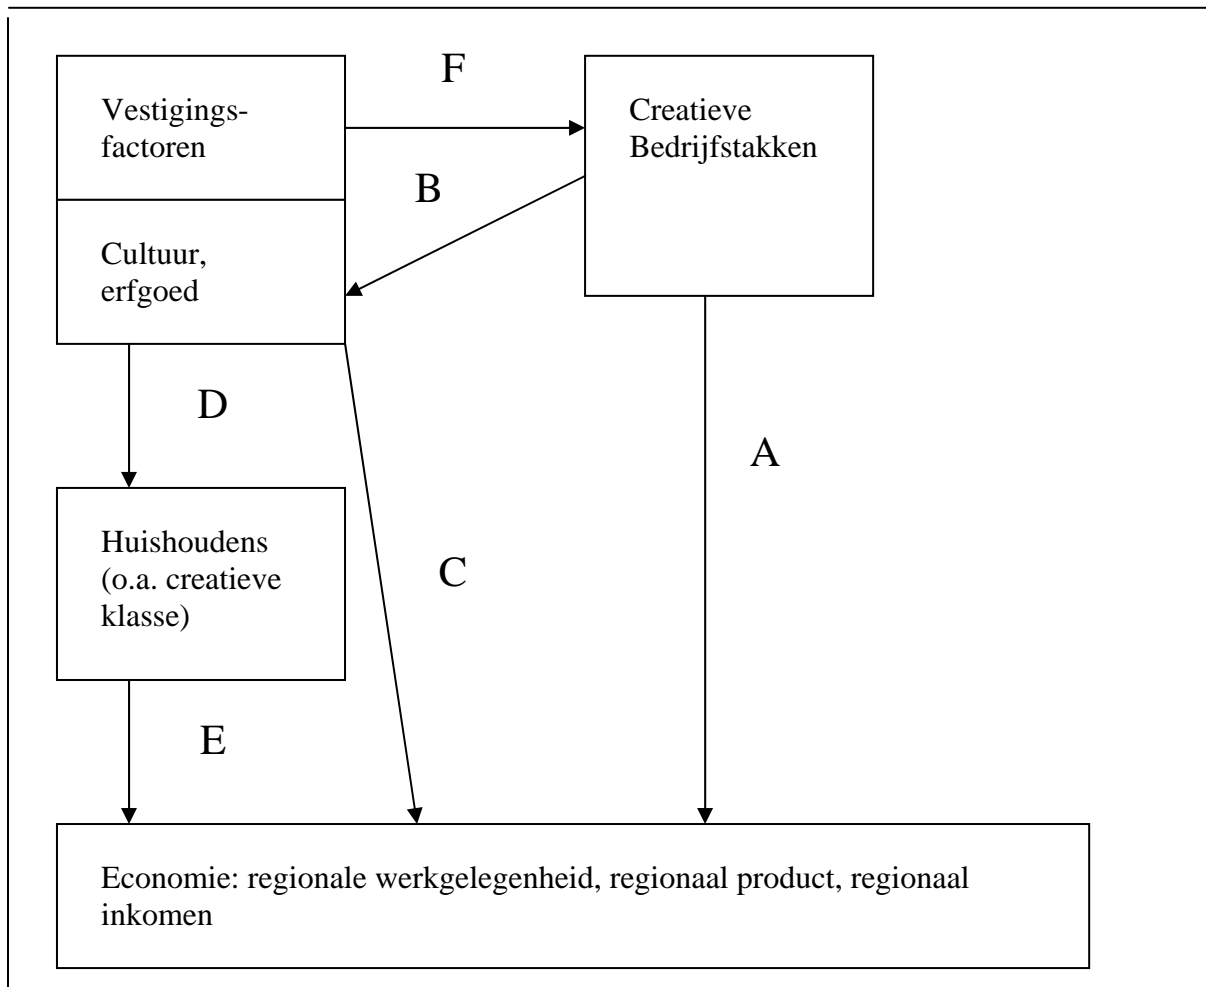 F
Vestigings-
factoren
Creatieve
Bedrijfstakken
B
Cultuur,
erfgoed
D
A
Huishoudens
(o.a. creatieve
klasse)
C
E
Economie: regionale werkgelegenheid, regionaal product, regionaal
inkomen